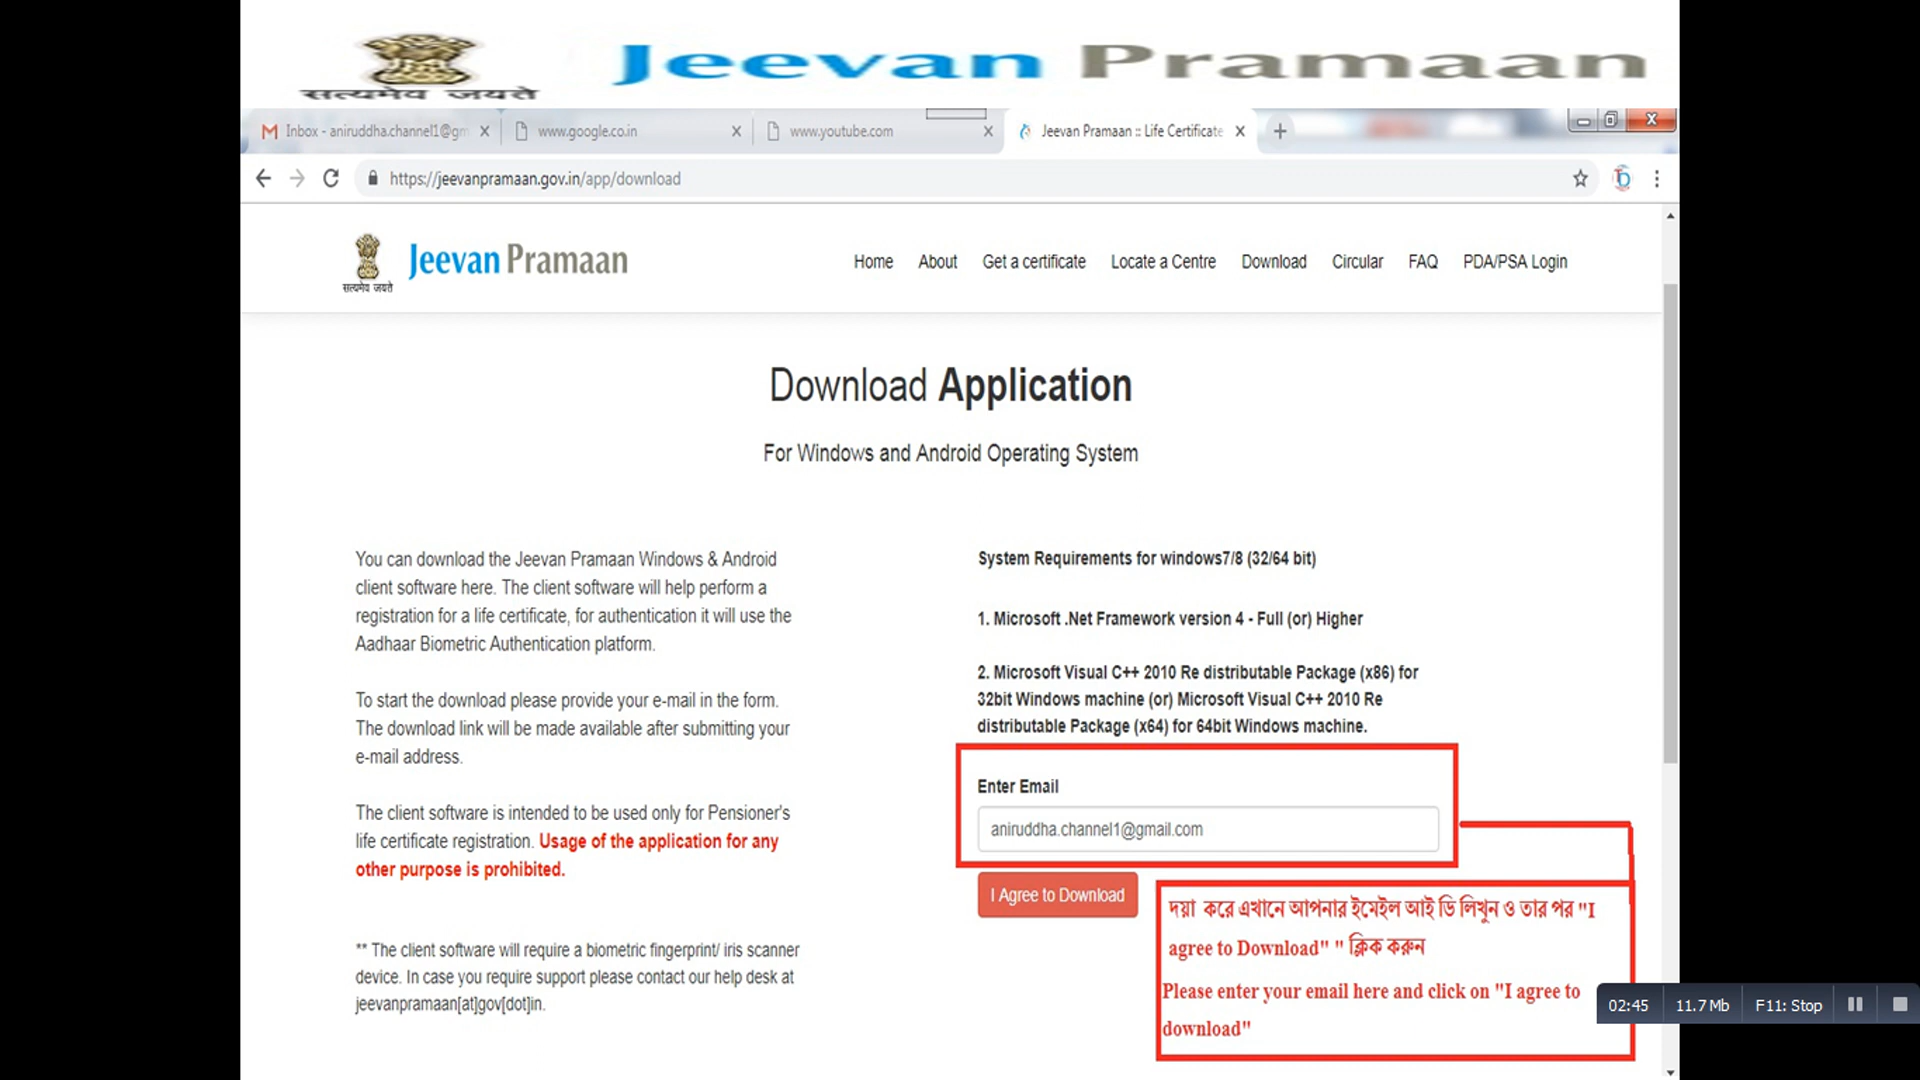 सत्यमेव जयते
Jeevan Pramaan
Inbox - aniruddha.channel1@gm
www.google.co.in
www.youtube.com
Jeevan Pramaan :: Life Certificate
https://jeevanpramaan.gov.in/app/download
सत्यमेव जयते
Jeevan Pramaan
Home About Get a certificate Locate a Centre Download Circular FAQ PDA/PSA Login
Download Application
For Windows and Android Operating System
You can download the Jeevan Pramaan Windows & Android
client software here. The client software will help perform a
registration for a life certificate, for authentication it will use the
Aadhaar Biometric Authentication platform.
To start the download please provide your e-mail in the form.
The download link will be made available after submitting your
e-mail address.
The client software is intended to be used only for Pensioner's
life certificate registration. Usage of the application for any
other purpose is prohibited.
** The client software will require a biometric fingerprint/ iris scanner
device. In case you require support please contact our help desk at
jeevanpramaan[at]gov[dot]in.
System Requirements for windows7/8 (32/64 bit)
1. Microsoft .Net Framework version 4 - Full (or) Higher
2. Microsoft Visual C++ 2010 Re distributable Package (x86) for
32bit Windows machine (or) Microsoft Visual C++ 2010 Re
distributable Package (x64) for 64bit Windows machine.
Enter Email
aniruddha.channel1@gmail.com
I Agree to Download
দয়া করে এখানে আপনার ইমেইল আই ডি লিখুন ও তার পর "I
agree to Download" " ক্লিক করুন
Please enter your email here and click on "I agree to
download"
02:45 11.7 Mb F11: Stop